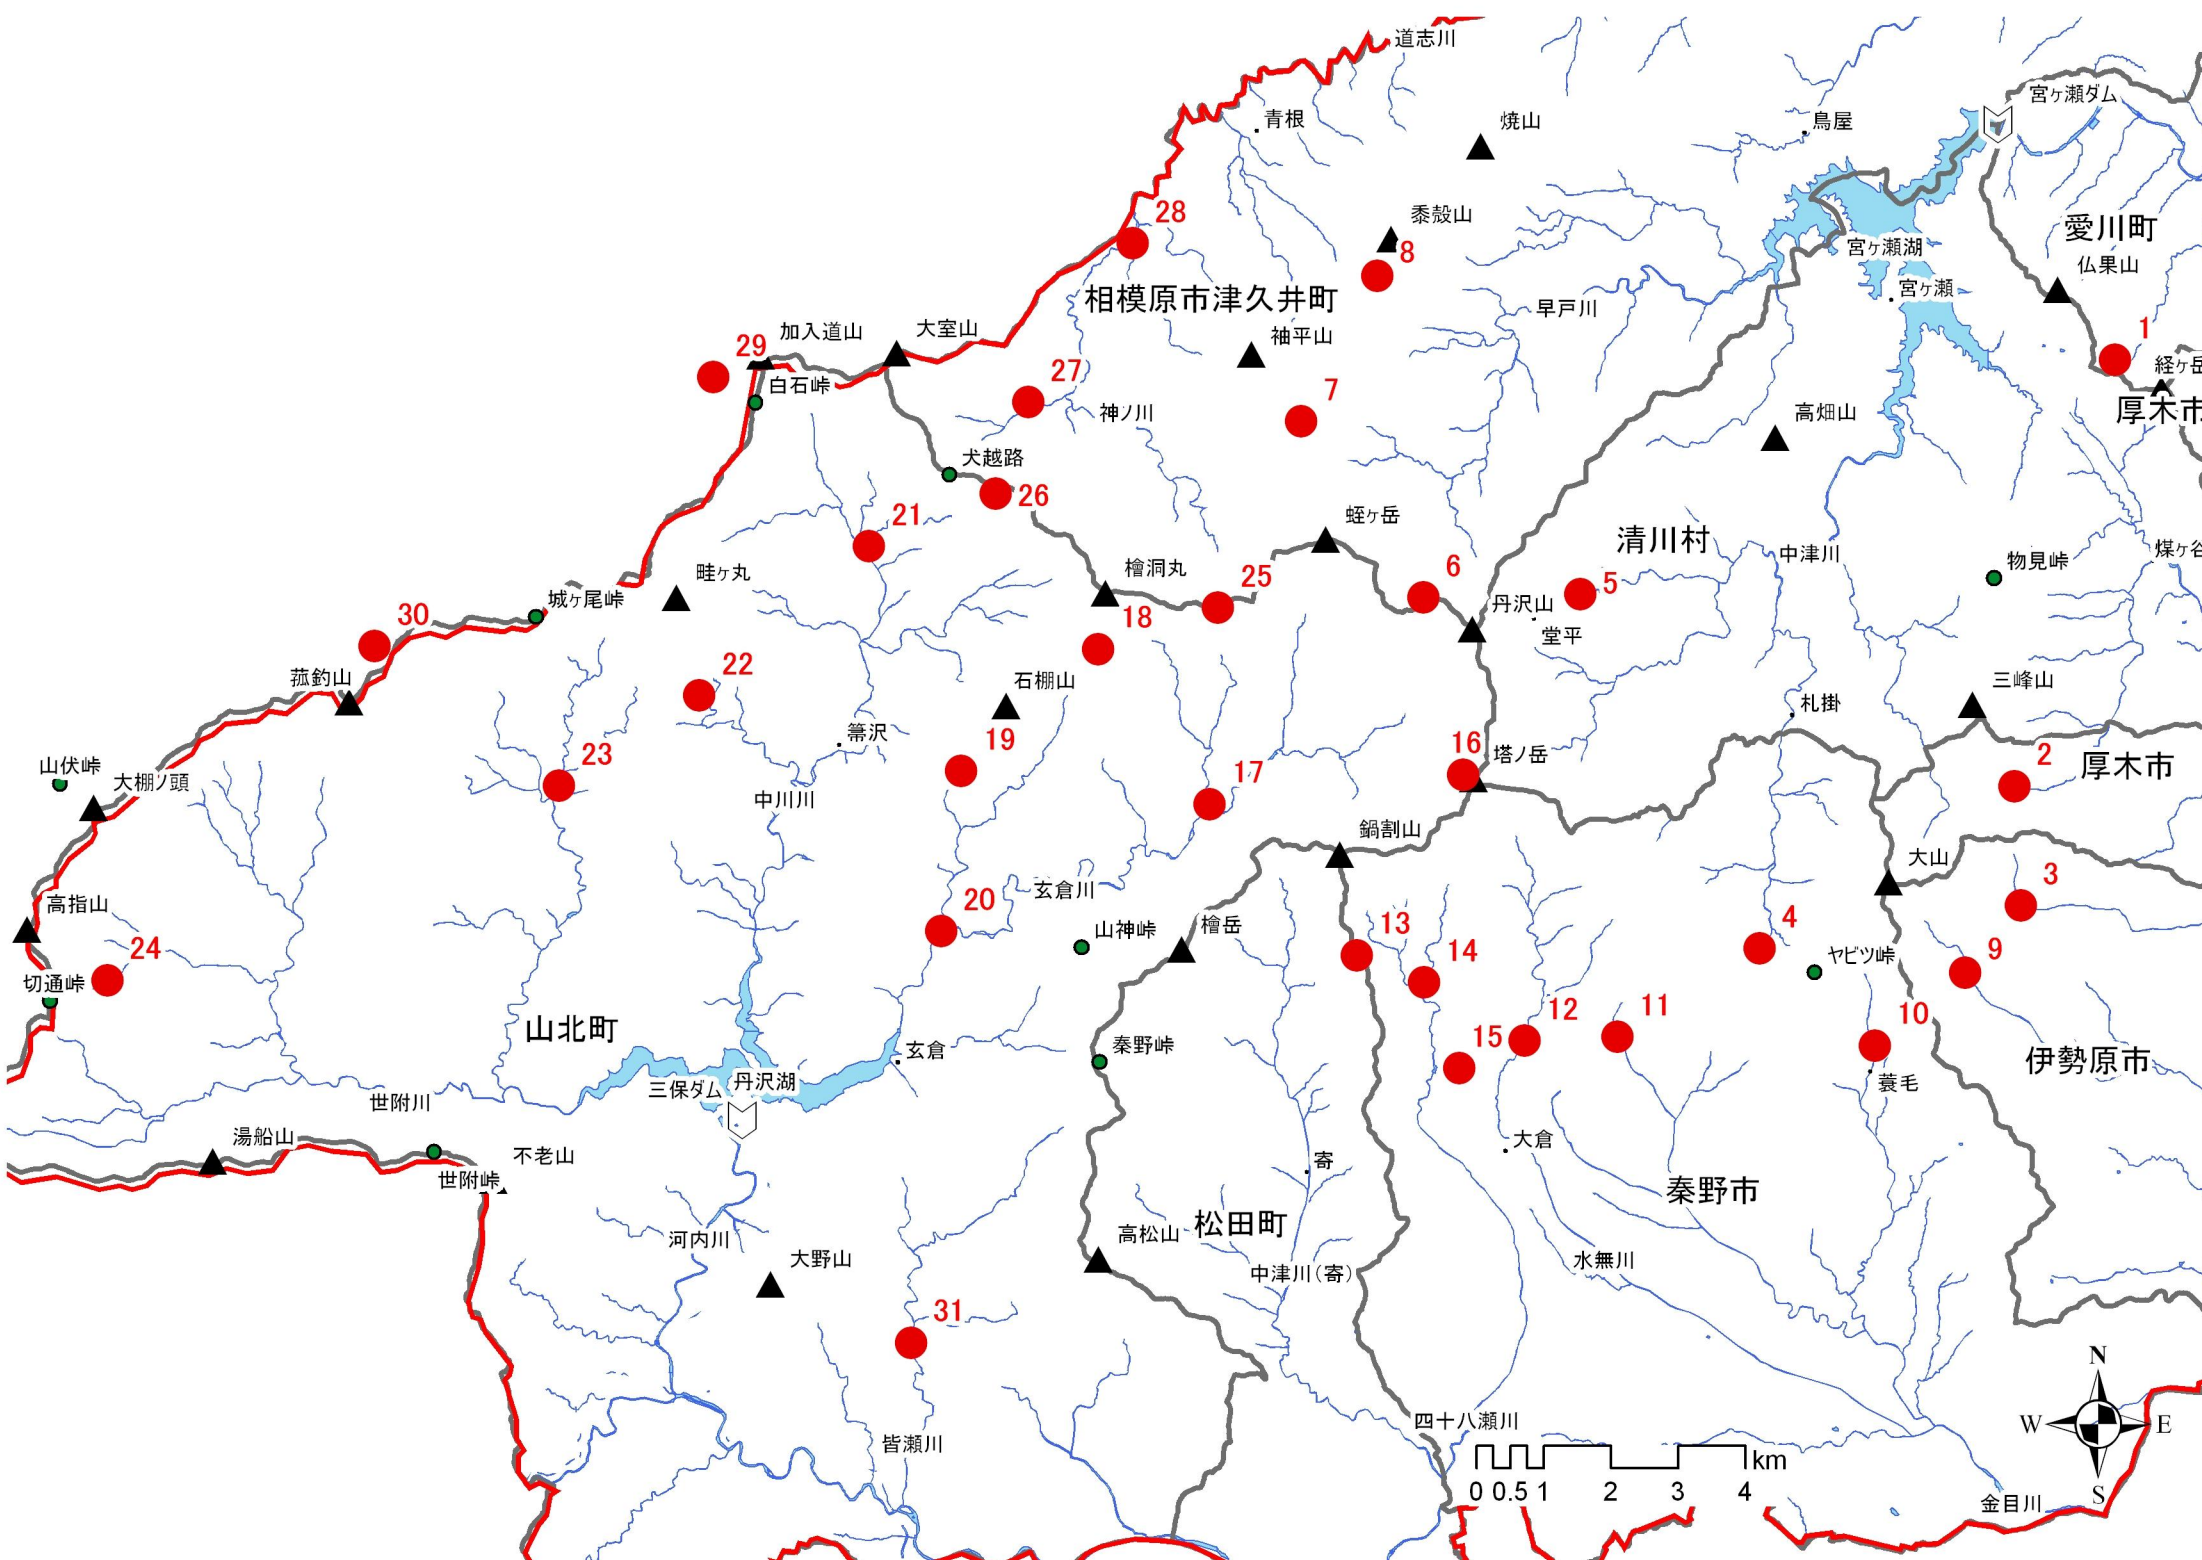 道志川
宮ヶ瀬ダム
青根
焼山
鳥屋
28
黍殻山
愛川町
8
宮ヶ瀬湖
仏果山
相模原市津久井町
宮ヶ瀬
早戸川
加入道山
大室山
袖平山
1
29
経ヶ岳
白石峠
27
7
神ノ川
高畑山
厚木市
犬越路
26
21
蛭ヶ岳
清川村
中津川
煤ヶ谷
物見峠
畦ヶ丸
檜洞丸
25
6
5
城ヶ尾峠
丹沢山
30
18
堂平
菰釣山
22
石棚山
三峰山
札掛
箒沢
19
16
塔ノ岳
23
2
山伏峠
大棚ノ頭
17
厚木市
中川川
鍋割山
大山
3
玄倉川
高指山
20
山神峠
檜岳
13
4
24
14
ヤビツ峠
9
切通峠
12
11
10
山北町
15
玄倉
秦野峠
伊勢原市
三保ダム
丹沢湖
蓑毛
世附川
湯船山
不老山
大倉
寄
世附峠
秦野市
松田町
河内川
高松山
大野山
水無川
中津川(寄)
31
四十八瀬川
皆瀬川
N
W
E
S
km
0 0.5 1 2 3 4
金目川